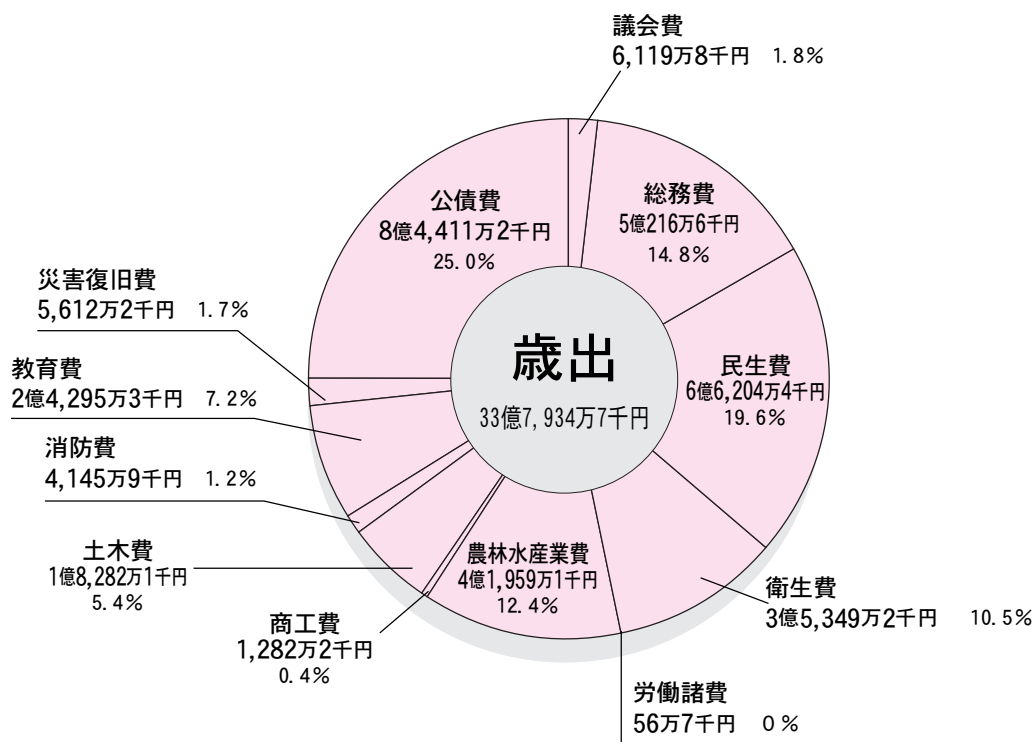 議会費
6,119万8千円 1.8%
総務費
5億216万6千円
14.8%
民生費
6億6,204万4千円
19.6%
衛生費
3億5,349万2千円 10.5%
労働諸費
56万7千円 0%
農林水産業費
4億1,959万1千円
12.4%
商工費
1,282万2千円
0.4%
土木費
1億8,282万1千円
5.4%
消防費
4,145万9千円 1.2%
教育費
2億4,295万3千円 7.2%
災害復旧費
5,612万2千円 1.7%
公債費
8億4,411万2千円
25.0%
歳出
33億7,934万7千円